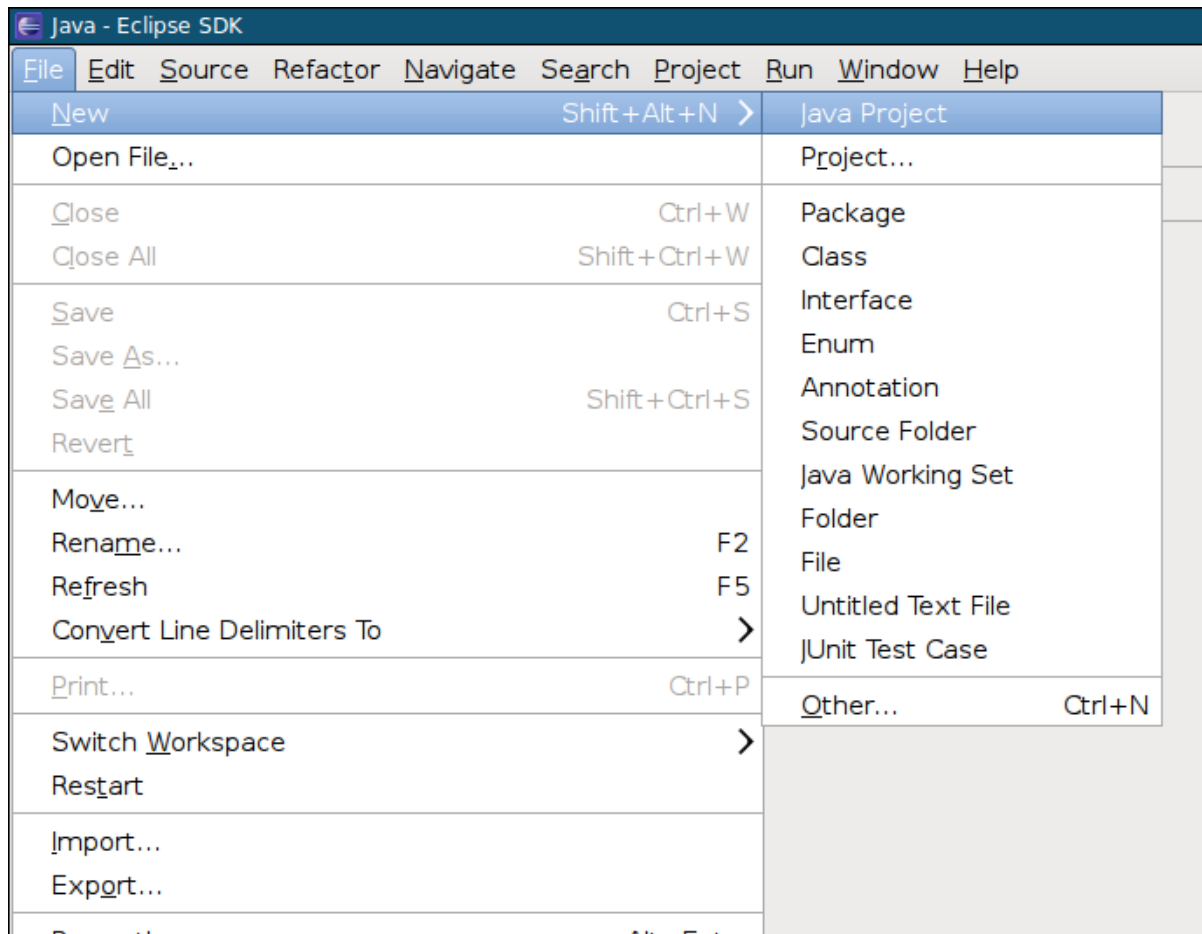 Java - Eclipse SDK
File Edit Source Refactor Navigate Search Project Run Window Help
New Shift+Alt+N
Open File...
Close Ctrl+W
Close All Shift+Ctrl+W
Save Ctrl+S
Save As...
Save All Shift+Ctrl+S
Revert
Move...
Rename... F2
Refresh F5
Convert Line Delimiters To
Print... Ctrl+P
Switch Workspace
Restart
Import...
Export...
Java Project
Project...
Package
Class
Interface
Enum
Annotation
Source Folder
Java Working Set
Folder
File
Untitled Text File
JUnit Test Case
Other... Ctrl+N